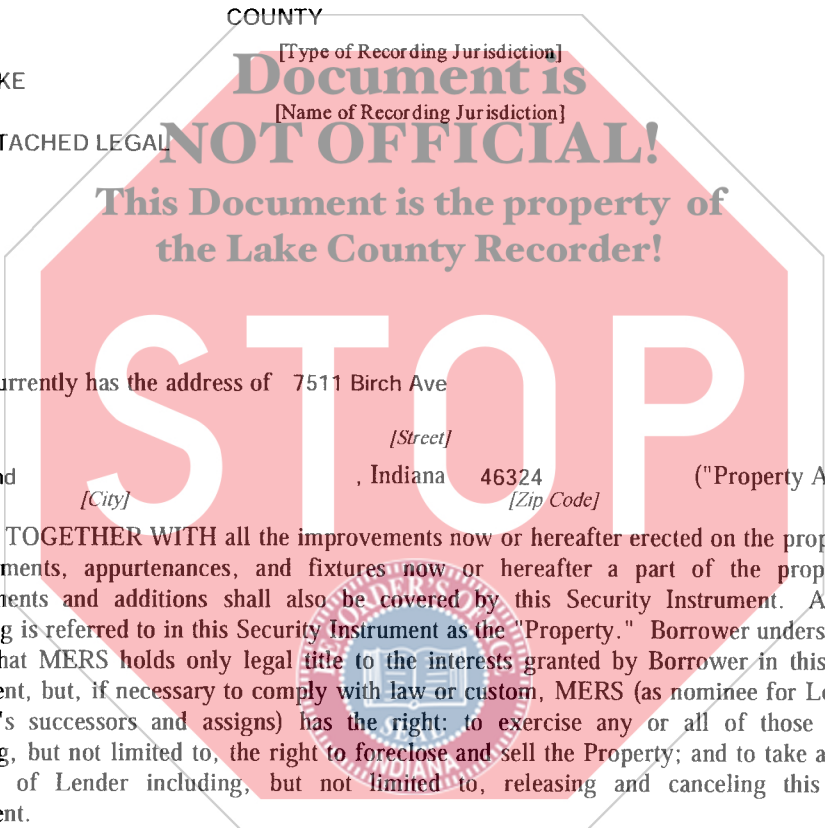 COUNTY
[Type of Recording Jurisdiction]
Document is
KE
[Name of Recording Jurisdiction]
TACHED LEGAL
NOT OFFICIAL!
This Document is the property of
the Lake County Recorder!
STOP
urrently has the address of 7511 Birch Ave
[Street]
nd , Indiana 46324 ("Property A
[City] [Zip Code]
TOGETHER WITH all the improvements now or hereafter erected on the prop
ments, appurtenances, and fixtures now or hereafter a part of the prop
nents and additions shall also be covered by this Security Instrument. A
g is referred to in this Security Instrument as the "Property." Borrower unders
hat MERS holds only legal title to the interests granted by Borrower in this
ent, but, if necessary to comply with law or custom, MERS (as nominee for Le
's successors and assigns) has the right: to exercise any or all of those
g, but not limited to, the right to foreclose and sell the Property; and to take a
of Lender including, but not limited to, releasing and canceling this
ent.
RECORDER'S OFFICE
SEAL
INDIANA